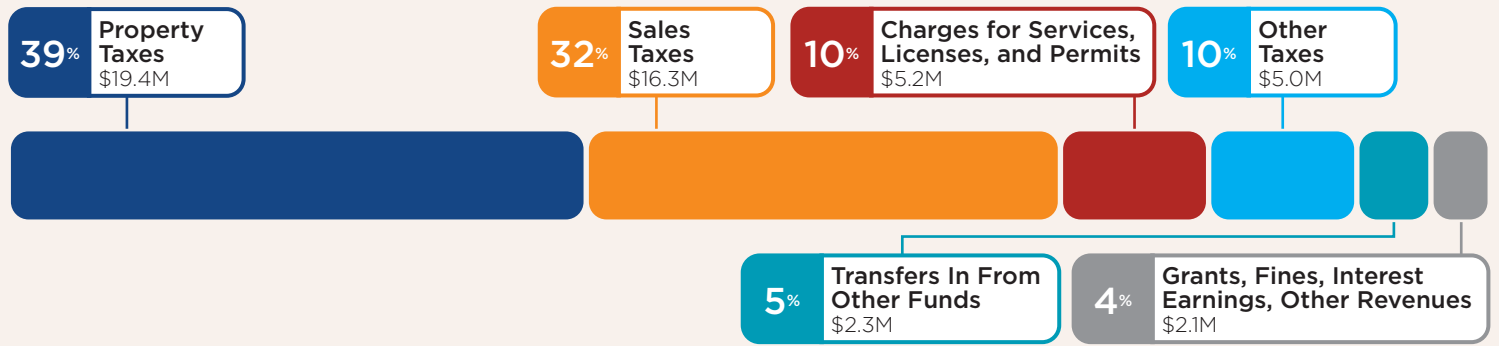 39%
Property
Taxes
$19.4M
32%
Sales
Taxes
$16.3M
10%
Charges for Services,
Licenses, and Permits
$5.2M
10%
Other
Taxes
$5.0M
5%
Transfers In From
Other Funds
$2.3M
4%
Grants, Fines, Interest
Earnings, Other Revenues
$2.1M